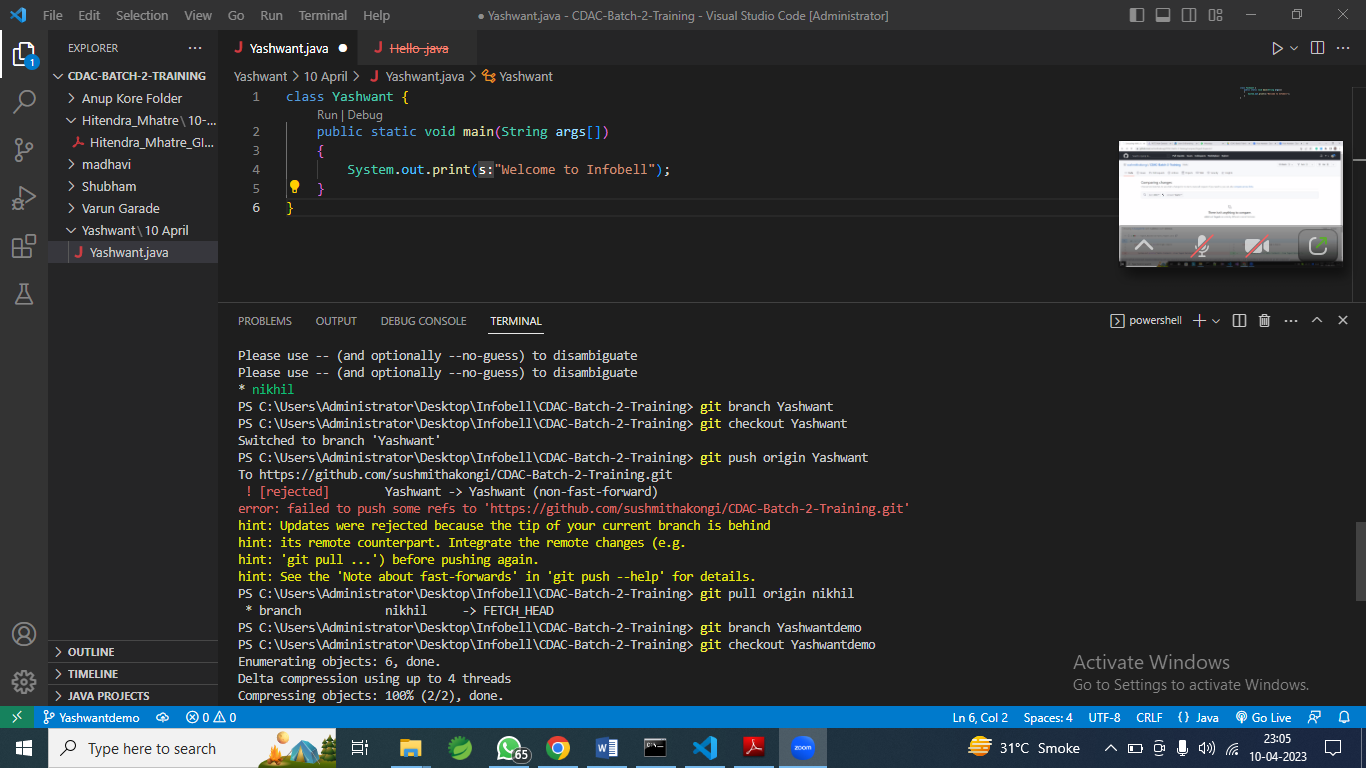 File Edit Selection View Go Run Terminal Help
● Yashwant.java - CDAC-Batch-2-Training - Visual Studio Code [Administrator]
EXPLORER
CDAC-BATCH-2-TRAINING
Anup Kore Folder
Hitendra_Mhatre\10-...
Hitendra_Mhatre_GI...
madhavi
Shubham
Varun Garade
Yashwant\10 April
Yashwant.java
OUTLINE
TIMELINE
JAVA PROJECTS
1
Yashwant.java
Hello .java
Yashwant > 10 April > Yashwant.java > Yashwant
1 class Yashwant {
Run | Debug
2 public static void main(String args[])
3 {
4 System.out.print(s:"Welcome to Infobell");
5 }
6 }
PROBLEMS OUTPUT DEBUG CONSOLE TERMINAL
powershell
Please use -- (and optionally --no-guess) to disambiguate
Please use -- (and optionally --no-guess) to disambiguate
* nikhil
PS C:\Users\Administrator\Desktop\Infobell\CDAC-Batch-2-Training> git branch Yashwant
PS C:\Users\Administrator\Desktop\Infobell\CDAC-Batch-2-Training> git checkout Yashwant
Switched to branch 'Yashwant'
PS C:\Users\Administrator\Desktop\Infobell\CDAC-Batch-2-Training> git push origin Yashwant
To https://github.com/sushmithakongi/CDAC-Batch-2-Training.git
! [rejected] Yashwant -> Yashwant (non-fast-forward)
error: failed to push some refs to 'https://github.com/sushmithakongi/CDAC-Batch-2-Training.git'
hint: Updates were rejected because the tip of your current branch is behind
hint: its remote counterpart. Integrate the remote changes (e.g.
hint: 'git pull ...') before pushing again.
hint: See the 'Note about fast-forwards' in 'git push --help' for details.
PS C:\Users\Administrator\Desktop\Infobell\CDAC-Batch-2-Training> git pull origin nikhil
* branch nikhil -> FETCH_HEAD
PS C:\Users\Administrator\Desktop\Infobell\CDAC-Batch-2-Training> git branch Yashwantdemo
PS C:\Users\Administrator\Desktop\Infobell\CDAC-Batch-2-Training> git checkout Yashwantdemo
Enumerating objects: 6, done.
Delta compression using up to 4 threads
Compressing objects: 100% (2/2), done.
Activate Windows
Go to Settings to activate Windows.
Yashwantdemo 0 0 Ln 6, Col 2 Spaces: 4 UTF-8 CRLF {} Java Go Live
Type here to search
65
zoom
31°C Smoke
23:05
10-04-2023